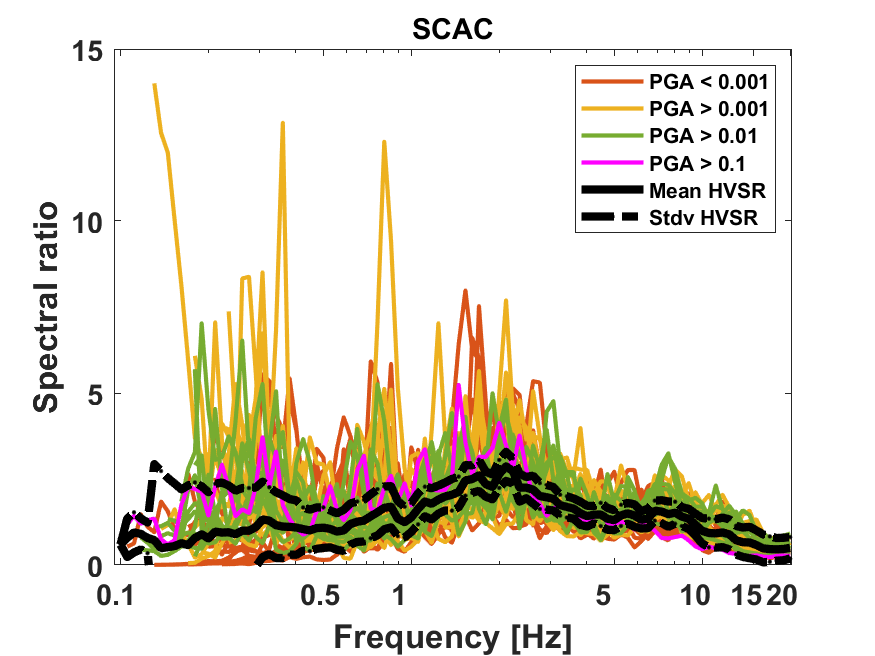 SCAC
15
10
5
0
Spectral ratio
PGA < 0.001
PGA > 0.001
PGA > 0.01
PGA > 0.1
Mean HVSR
Stdv HVSR
0.1 0.5 1 5 10 15 20
Frequency [Hz]